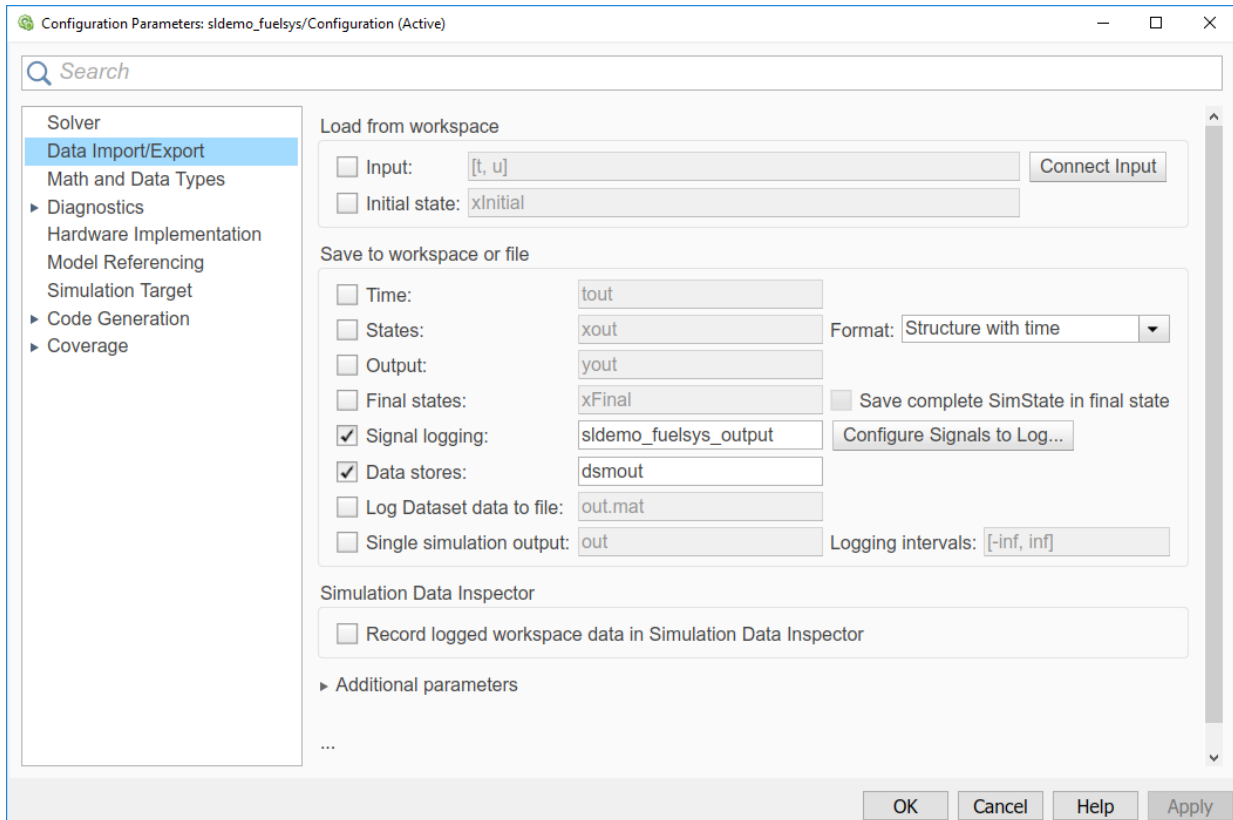 Configuration Parameters: sldemo_fuelsys/Configuration (Active)
Search
Solver
Data Import/Export
Math and Data Types
Diagnostics
Hardware Implementation
Model Referencing
Simulation Target
Code Generation
Coverage
Load from workspace
Input: [t, u] Connect Input
Initial state: xInitial
Save to workspace or file
Time: tout
States: xout Format: Structure with time
Output: yout
Final states: xFinal Save complete SimState in final state
Signal logging: sldemo_fuelsys_output Configure Signals to Log...
Data stores: dsmout
Log Dataset data to file: out.mat
Single simulation output: out Logging intervals: [-inf, inf]
Simulation Data Inspector
Record logged workspace data in Simulation Data Inspector
Additional parameters
...
OK Cancel Help Apply